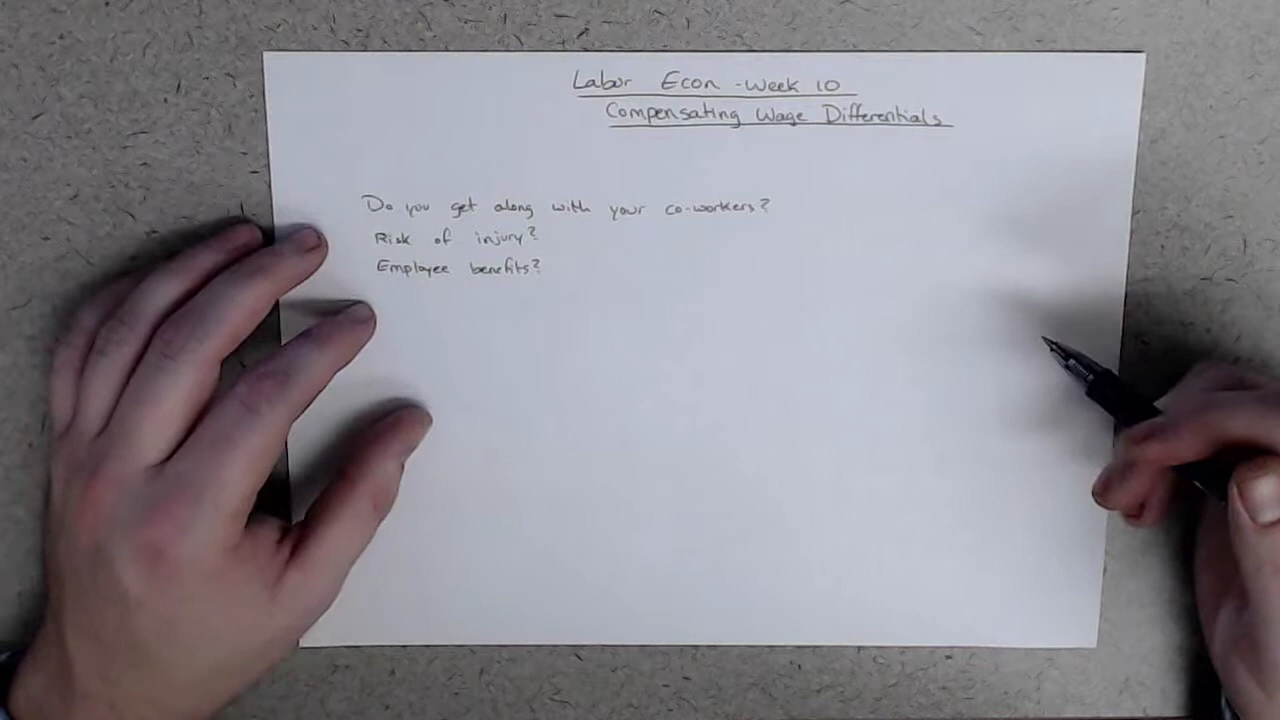 Labor Econ - Week 10
Compensating Wage Differentials
Do you get along with your co-workers?
Risk of injury?
Employee benefits?